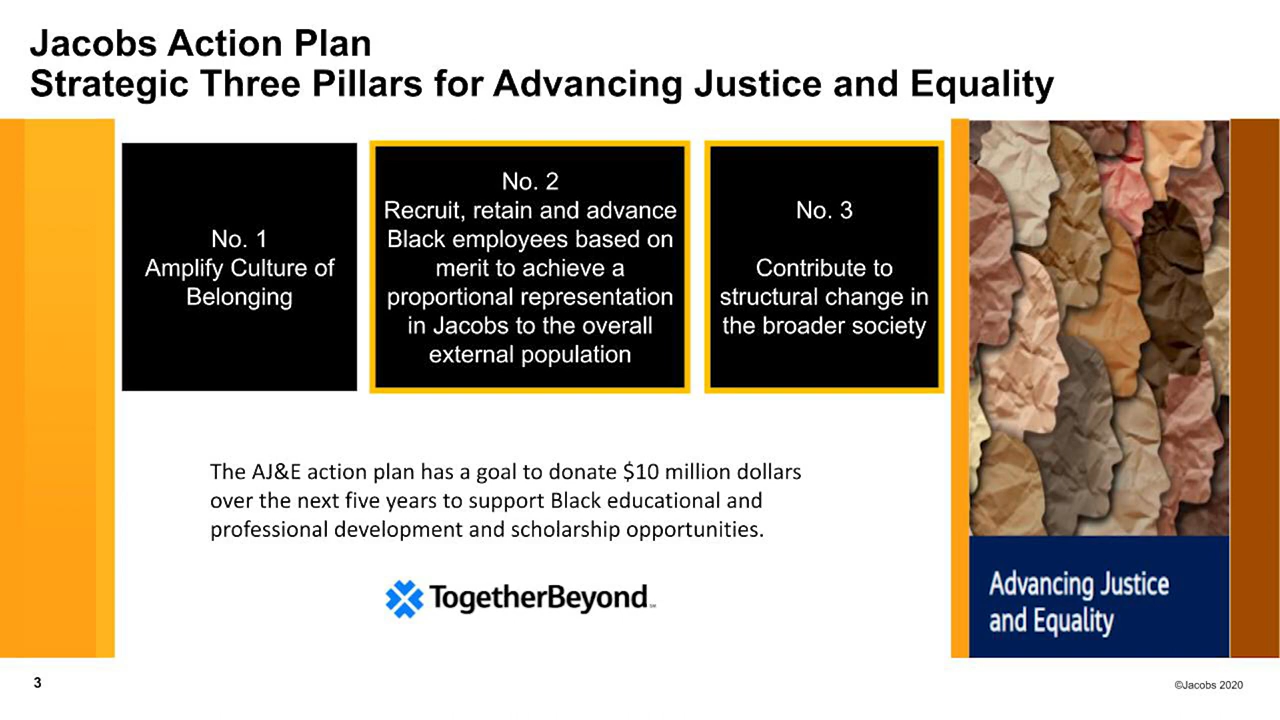 Jacobs Action Plan
Strategic Three Pillars for Advancing Justice and Equality
No. 1
Amplify Culture of
Belonging
No. 2
Recruit, retain and advance
Black employees based on
merit to achieve a
proportional representation
in Jacobs to the overall
external population
No. 3
Contribute to
structural change in
the broader society
The AJ&E action plan has a goal to donate $10 million dollars
over the next five years to support Black educational and
professional development and scholarship opportunities.
TogetherBeyond℠
Advancing Justice
and Equality
3
©Jacobs 2020